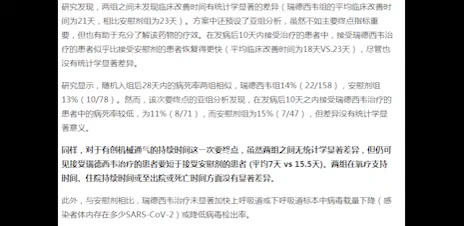 研究发现，两组之间未发现临床改善时间有统计学显著差异（瑞德西韦组的平均临床改善时
间为21天，相比安慰剂组为23天）。方案中还预设了亚组分析，虽然不如主要终点指标重
要，但也有助于充分了解该药物的疗效。在发病后10天内接受治疗的患者中，接受瑞德西韦治
疗的患者似乎比接受安慰剂的患者恢复得更快（平均临床改善时间为18天VS.23天），尽管也
没有统计学显著差异。
研究显示，随机入组后28天内的病死率两组相似，瑞德西韦组14%（22/158），安慰剂组
13%（10/78）。然而，该次要终点的亚组分析发现，在发病后10天之内接受瑞德西韦治疗的患
者中的病死率较低，为11%（8/71），而安慰剂组为15%（7/47），但差异没有统计学显
著意义。
同样，对于有创机械通气的持续时间这一次要终点，虽然两组之间无统计学显著差异，但仍可
见接受瑞德西韦治疗的患者要短于接受安慰剂的患者 (平均7天 vs 15.5天)。两组在氧疗支持
时间、住院持续时间或至出院或死亡时间方面没有显著差异。
此外，与安慰剂相比，瑞德西韦治疗未显著加快上呼吸道或下呼吸道标本中病毒载量下降（感
染者体内存在多少SARS-CoV-2）或降低病毒检出率。